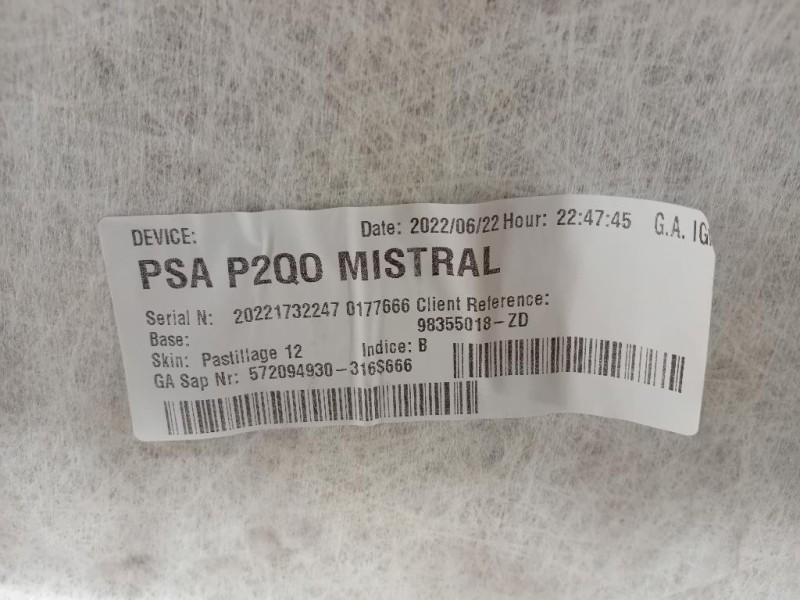 DEVICE: Date: 2022/06/22 Hour: 22:47:45 G.A. IG
PSA P2QO MISTRAL
Serial N: 20221732247 0177666 Client Reference:
Base: 98355018-ZD
Skin: Pastillage 12 Indice: B
GA Sap Nr: 572094930-316S666